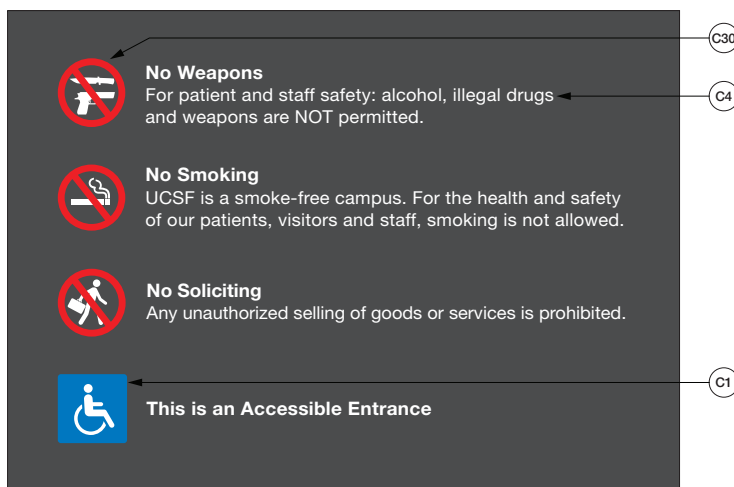 C30
No Weapons
For patient and staff safety: alcohol, illegal drugs
C4
and weapons are NOT permitted.
No Smoking
UCSF is a smoke-free campus. For the health and safety
of our patients, visitors and staff, smoking is not allowed.
No Soliciting
Any unauthorized selling of goods or services is prohibited.
C1
This is an Accessible Entrance